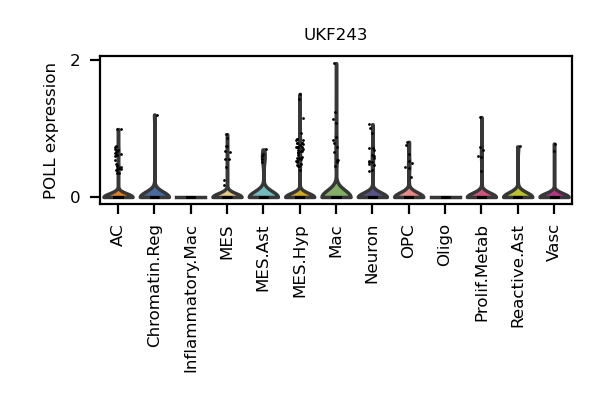 UKF243
POLL expression
2
0
AC
Chromatin.Reg
Inflammatory.Mac
MES
MES.Ast
MES.Hyp
Mac
Neuron
OPC
Oligo
Prolif.Metab
Reactive.Ast
Vasc